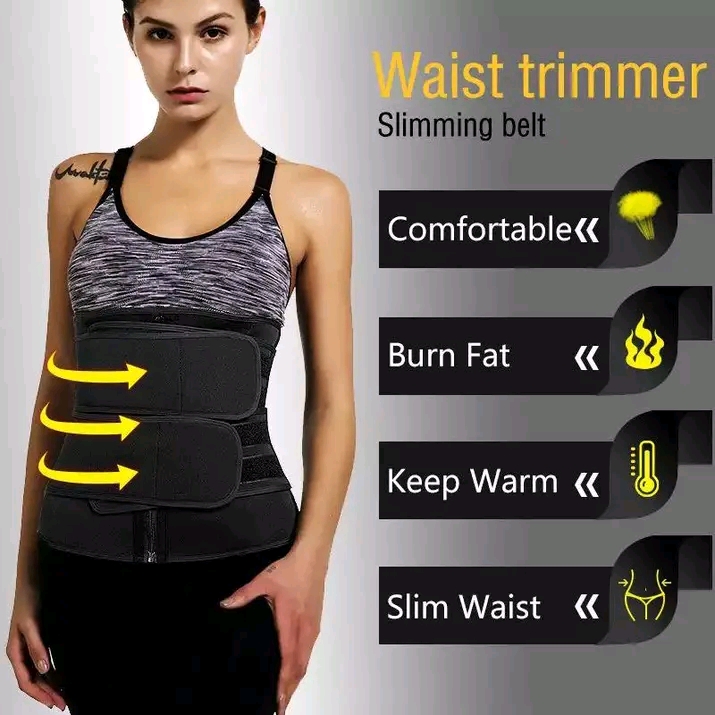 Waist trimmer
Slimming belt
Comfortable
Burn Fat
Keep Warm
Slim Waist